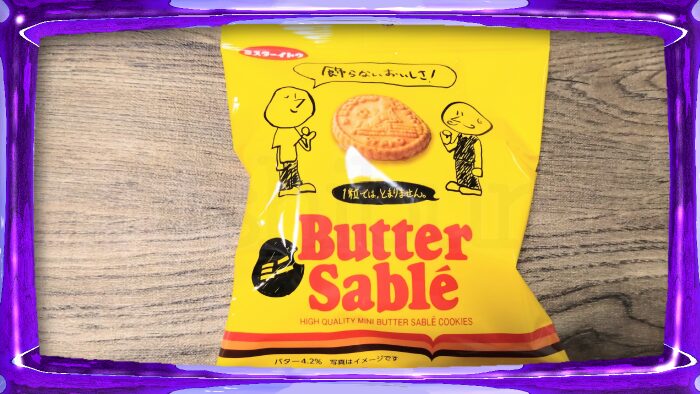 ミスターイトウ
飾らないおいしさ!
1粒では、とまりません。
Butter
ミニ
Sablé
HIGH QUALITY MINI BUTTER SABLÉ COOKIES
バター4.2% 写真はイメージです